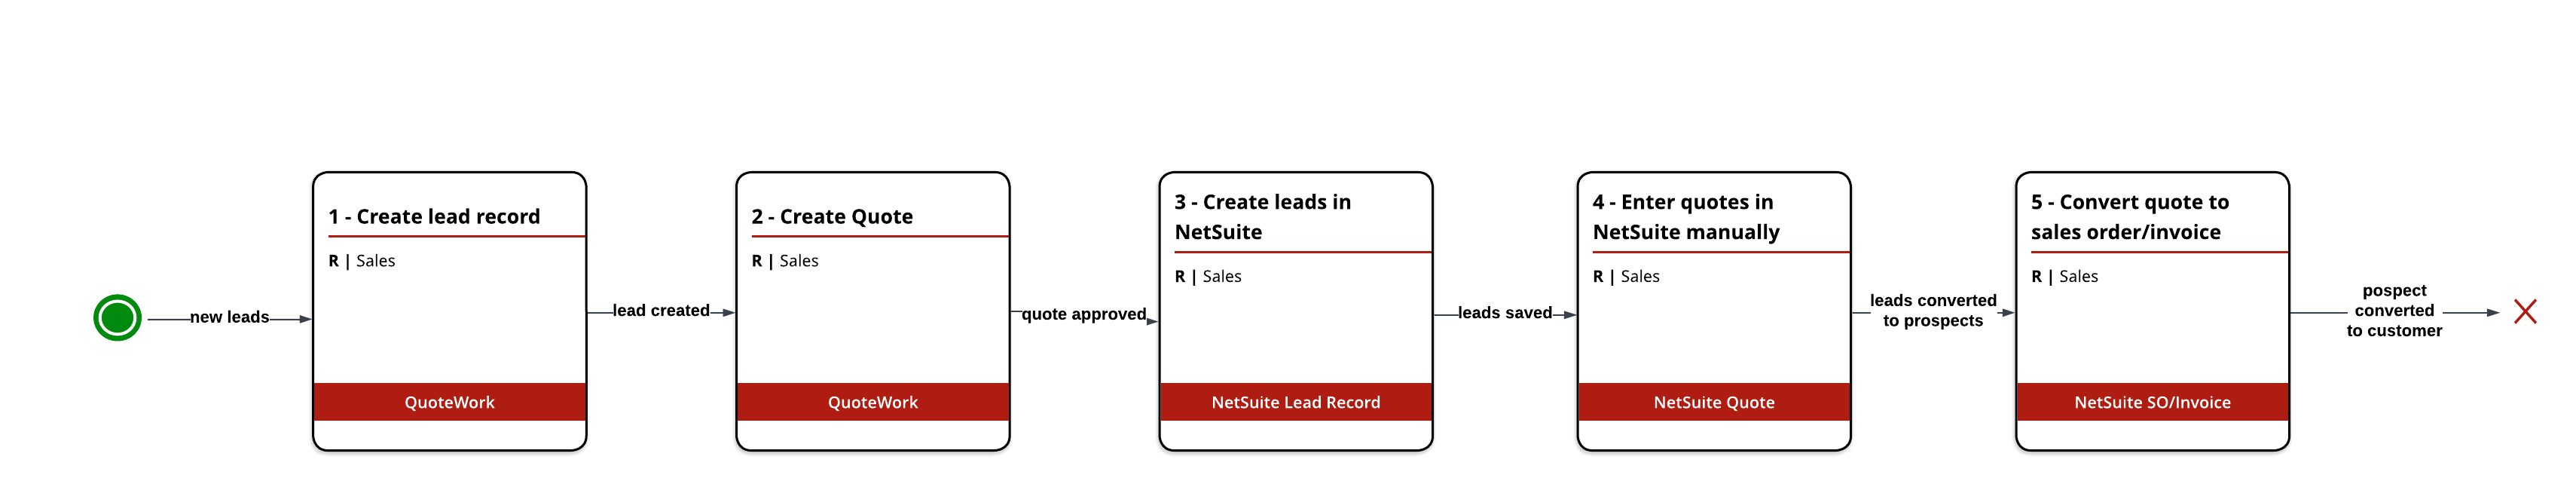 new leads
1 - Create lead record
R | Sales
QuoteWork
lead created
2 - Create Quote
R | Sales
QuoteWork
quote approved
3 - Create leads in
NetSuite
R | Sales
NetSuite Lead Record
leads saved
4 - Enter quotes in
NetSuite manually
R | Sales
NetSuite Quote
leads converted
to prospects
5 - Convert quote to
sales order/invoice
R | Sales
NetSuite SO/Invoice
pospect
converted
to customer